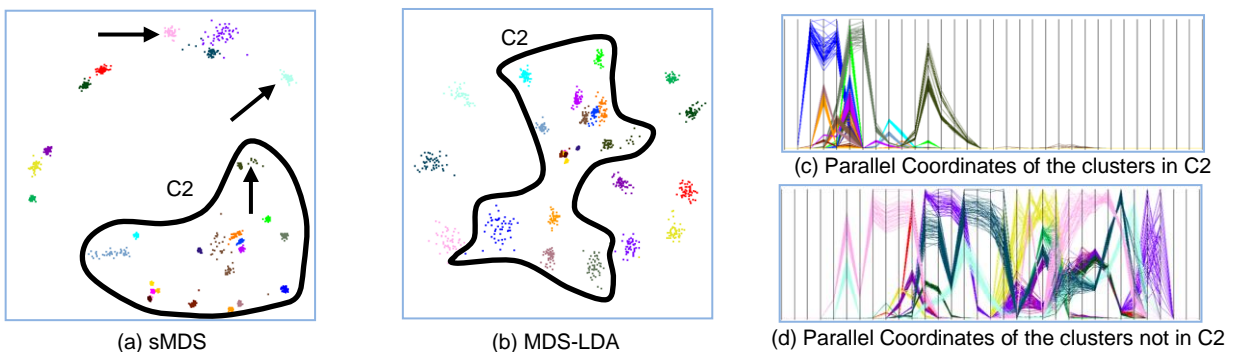 C2
C2
(a) sMDS
(b) MDS-LDA
(c) Parallel Coordinates of the clusters in C2
(d) Parallel Coordinates of the clusters not in C2